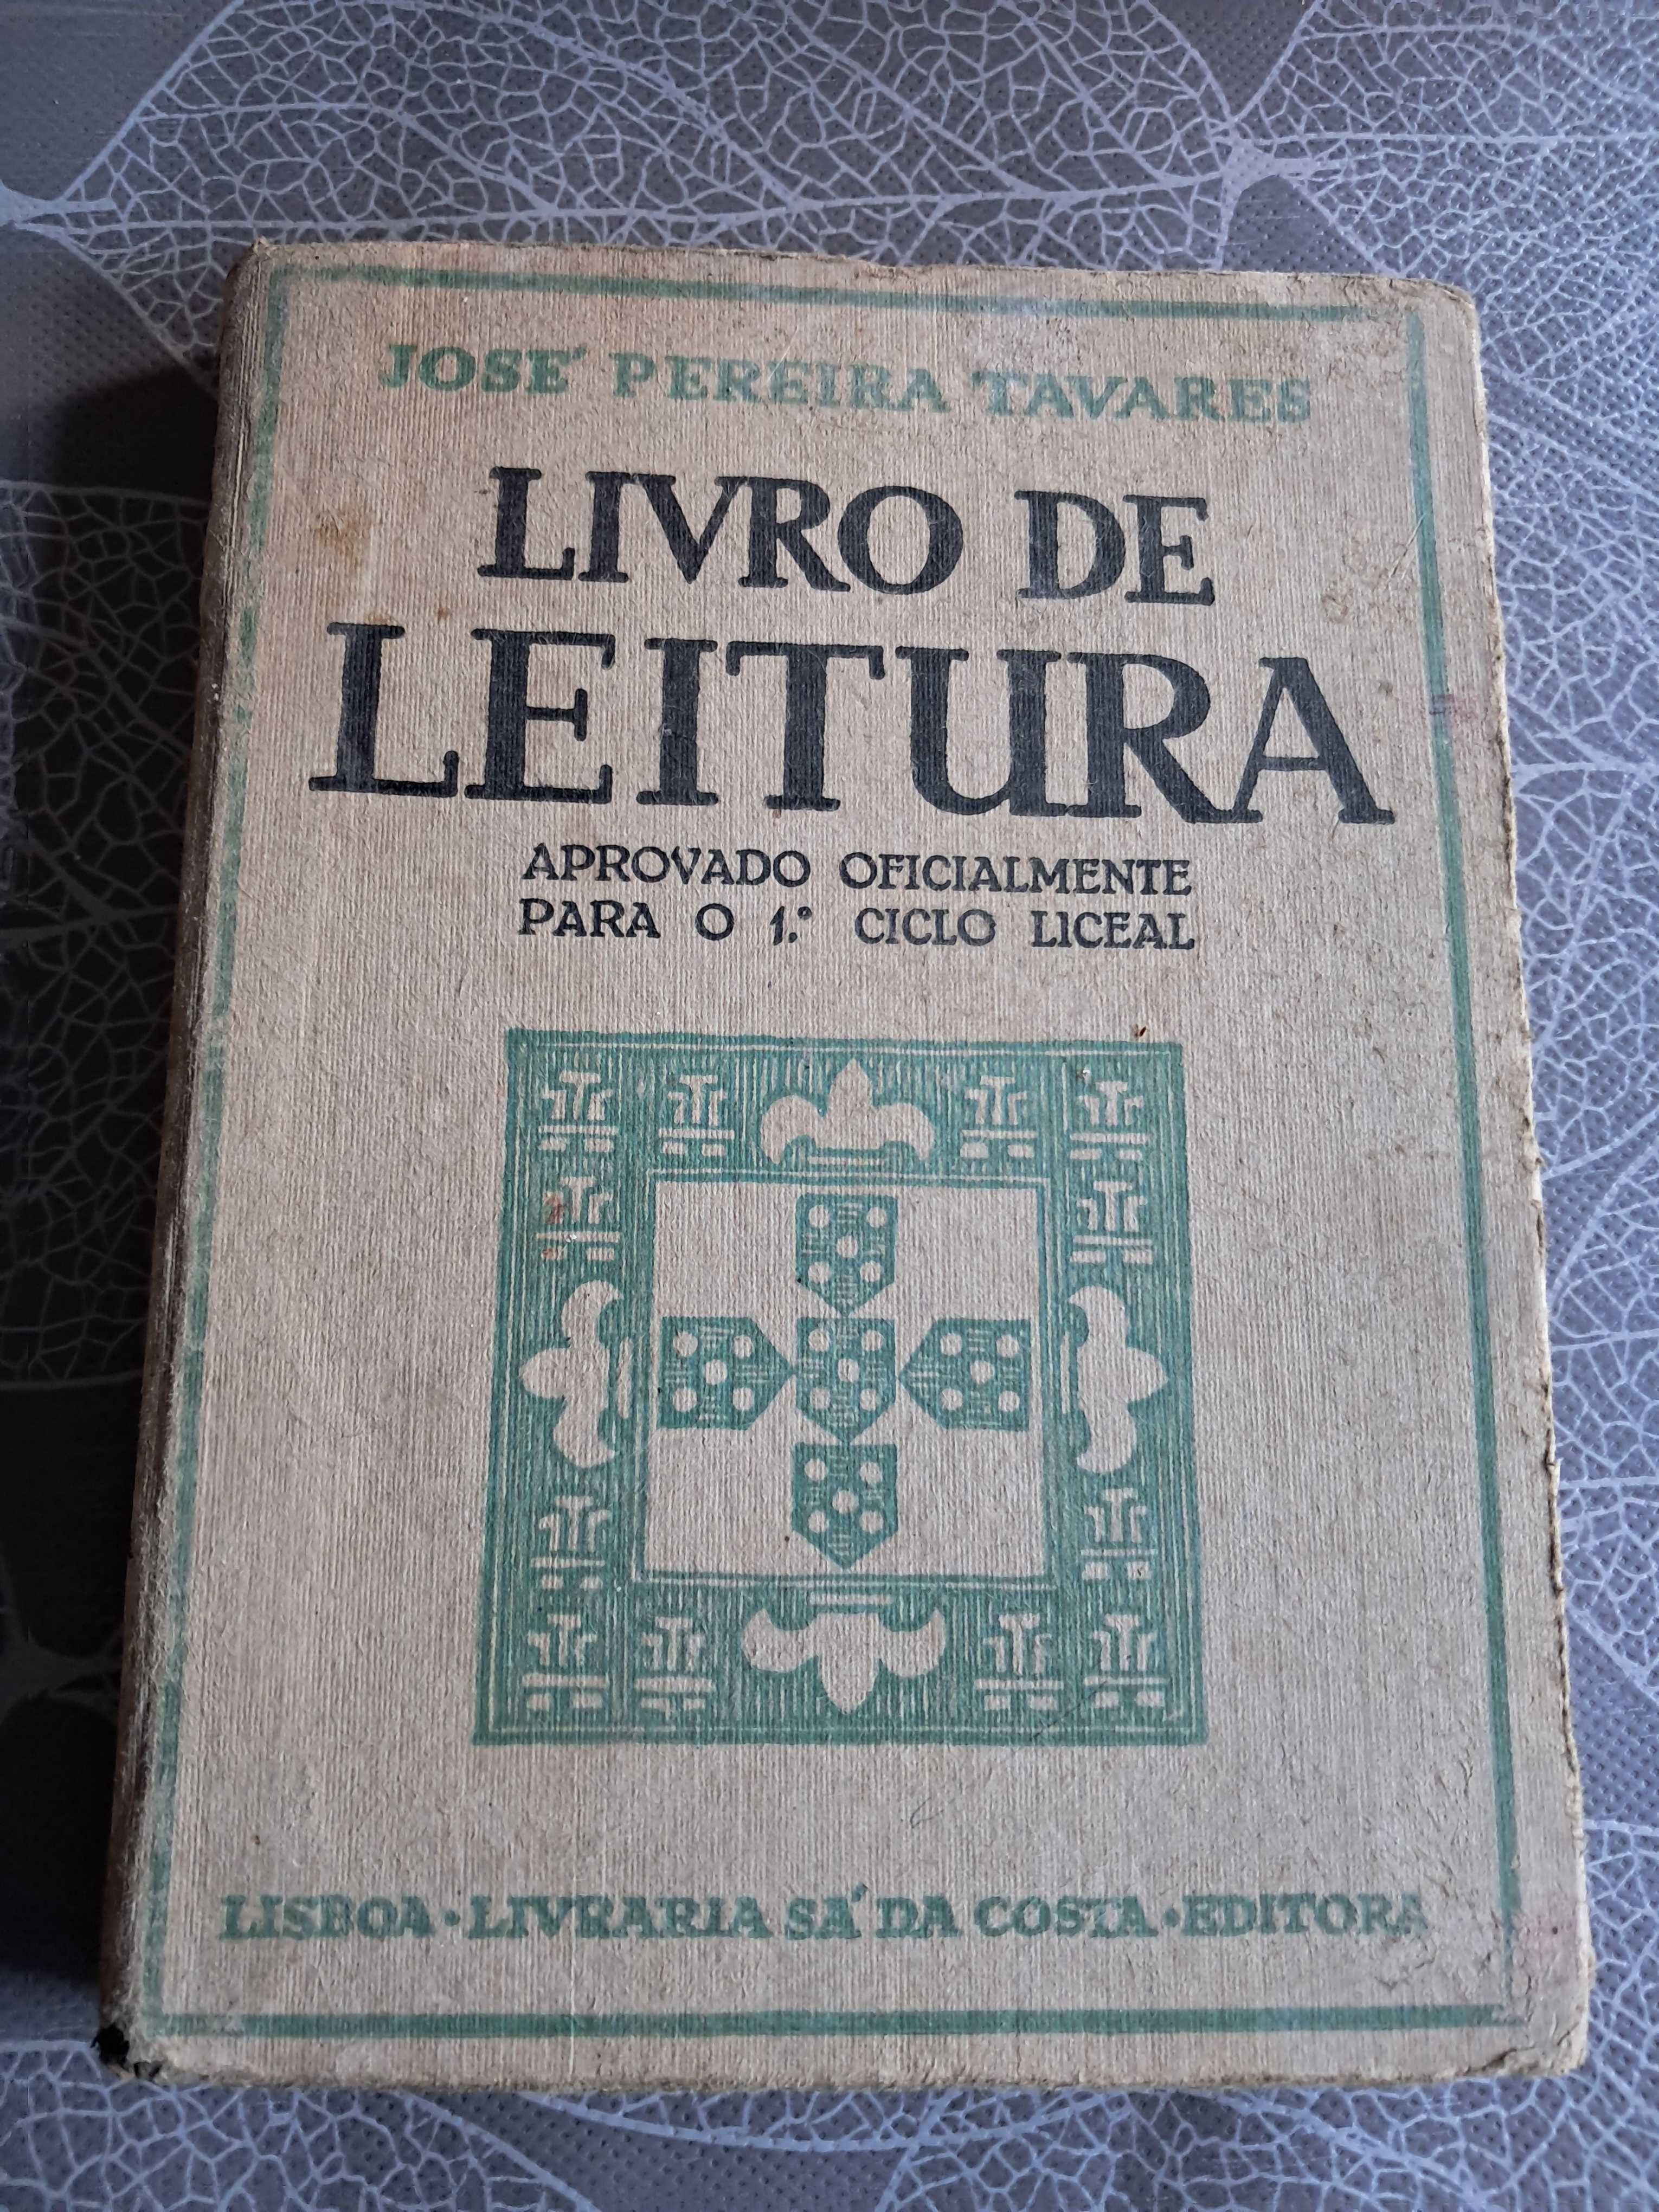 JOSÉ PEREIRA TAVARES
LIVRO DE
LEITURA
APROVADO OFICIALMENTE
PARA O 1.º CICLO LICEAL
LISBOA · LIVRARIA SÁ DA COSTA · EDITORA